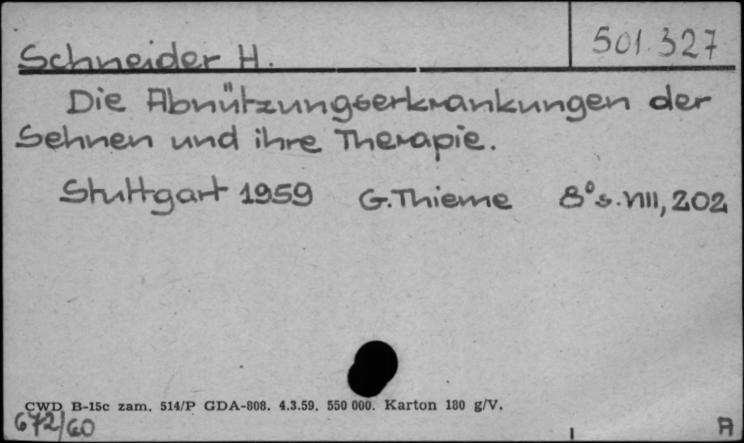 Schneider H.
501.327
Die Abnützungserkrankungen der
Sehnen und ihre Therapie.
Stuttgart 1959 G.Thieme 8° s. VIII, 202
CWD B-15c zam. 514/P GDA-808. 4.3.59. 550 000. Karton 180 g/V.
672/60
A